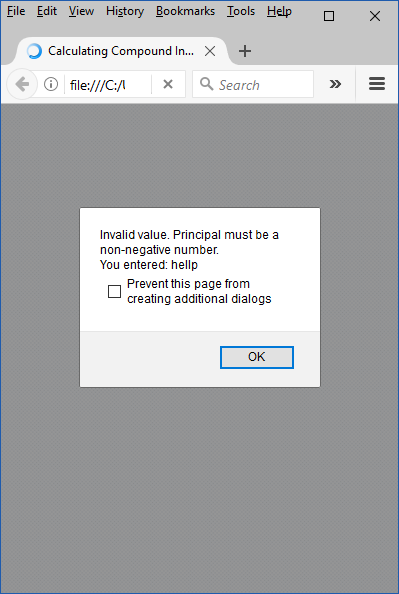 File Edit View History Bookmarks Tools Help
Calculating Compound In...
file:///C:/
Search
Invalid value. Principal must be a
non-negative number.
You entered: hellp
Prevent this page from
creating additional dialogs
OK